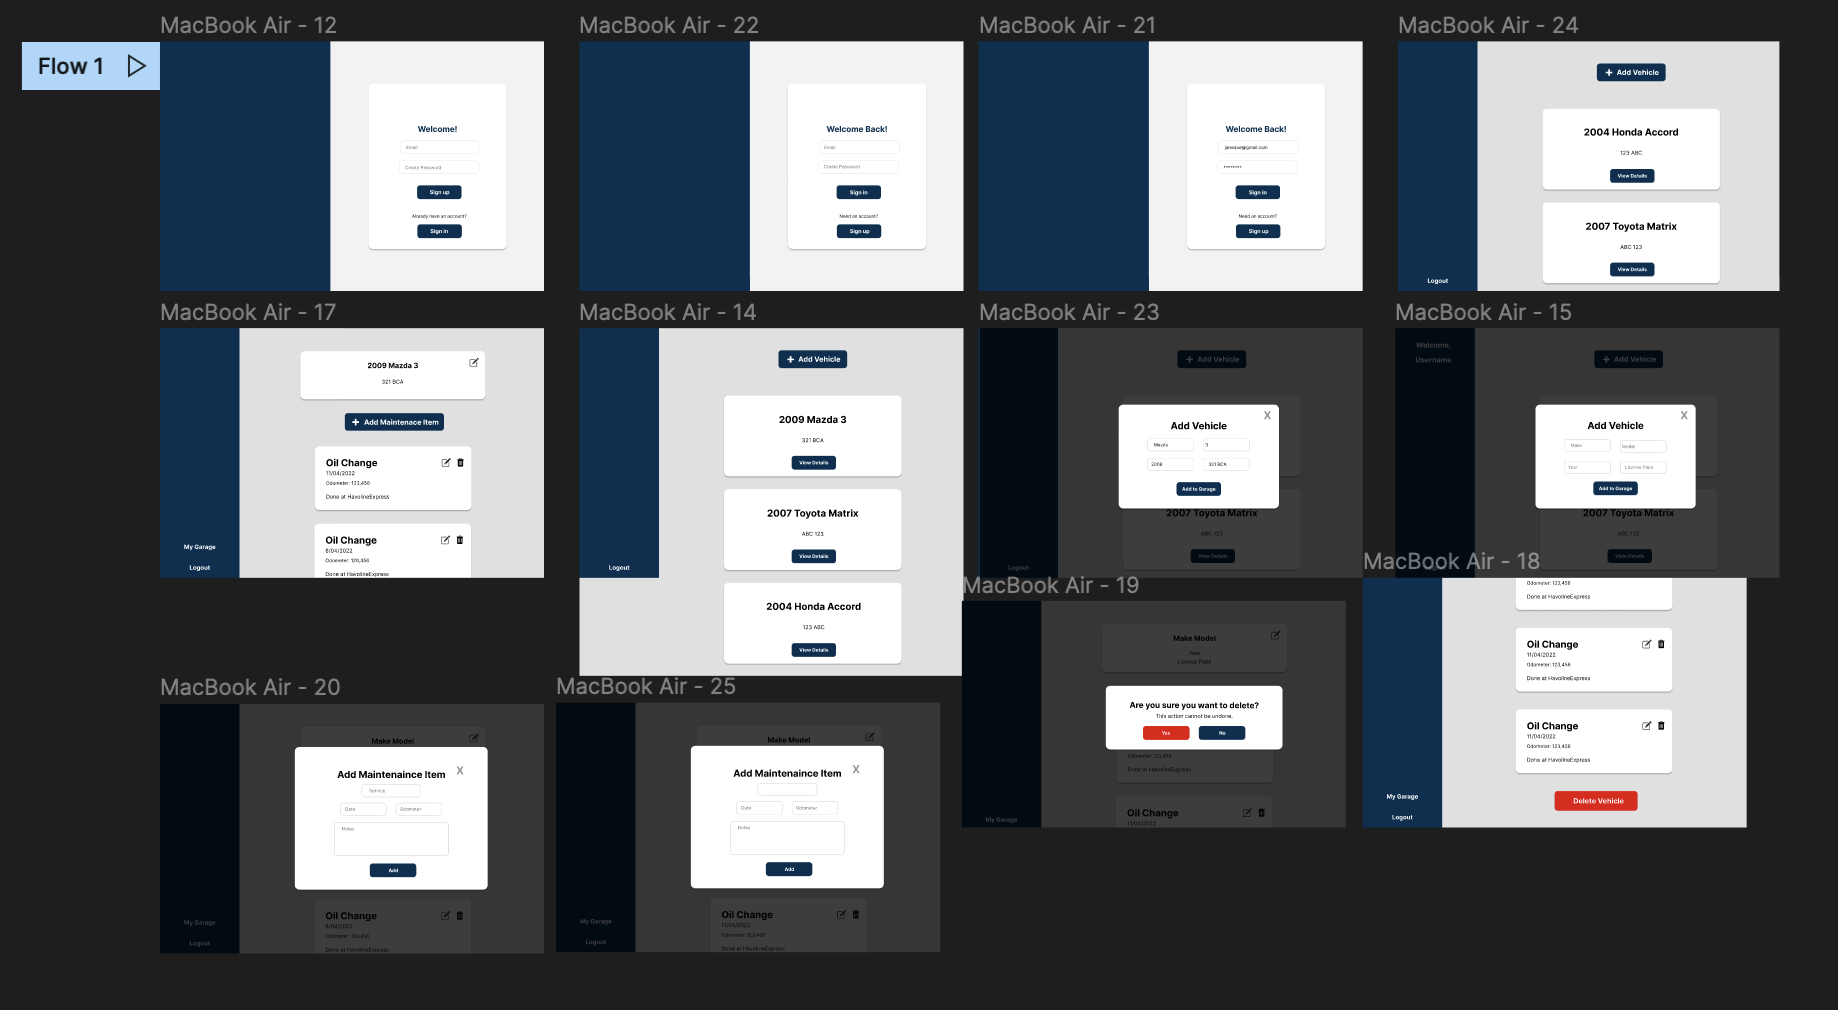 MacBook Air - 12
MacBook Air - 22
MacBook Air - 21
MacBook Air - 24
Flow 1
Welcome!
Email
Create Password
Sign up
Already have an account?
Sign in
Welcome Back!
Email
Create Password
Sign in
Need an account?
Sign up
Welcome Back!
janedoe@gmail.com
••••••••
Sign in
Need an account?
Sign up
+ Add Vehicle
2004 Honda Accord
123 ABC
View Details
2007 Toyota Matrix
ABC 123
View Details
Logout
MacBook Air - 17
MacBook Air - 14
MacBook Air - 23
MacBook Air - 15
2009 Mazda 3
321 BCA
+ Add Maintenace Item
Oil Change
11/04/2022
Odometer: 123,456
Done at HavolineExpress
Oil Change
8/04/2022
Odometer: 120,456
Done at HavolineExpress
My Garage
Logout
+ Add Vehicle
2009 Mazda 3
321 BCA
View Details
2007 Toyota Matrix
ABC 123
View Details
2004 Honda Accord
123 ABC
View Details
Logout
+ Add Vehicle
X
Add Vehicle
Mazda
3
2009
321 BCA
Add to Garage
2007 Toyota Matrix
ABC 123
View Details
Logout
Welcome,
Username
+ Add Vehicle
X
Add Vehicle
Make
Model
Year
License Plate
Add to Garage
2007 Toyota Matrix
ABC 123
View Details
MacBook Air - 19
MacBook Air - 18
Make Model
Year
License Plate
Are you sure you want to delete?
This action cannot be undone.
Yes
No
Odometer: 123,456
Done at HavolineExpress
Oil Change
11/04/2022
My Garage
Odometer: 123,456
Done at HavolineExpress
Oil Change
11/04/2022
Odometer: 123,456
Done at HavolineExpress
Oil Change
11/04/2022
Odometer: 123,456
Done at HavolineExpress
Delete Vehicle
My Garage
Logout
MacBook Air - 20
MacBook Air - 25
Make Model
Add Maintenaince Item
X
Service
Date
Odometer
Notes
Add
Oil Change
8/04/2022
Odometer: 123,456
Done at HavolineExpress
My Garage
Logout
Make Model
Add Maintenaince Item
X
Date
Odometer
Notes
Add
Oil Change
11/04/2022
Odometer: 123,456
Done at HavolineExpress
My Garage
Logout